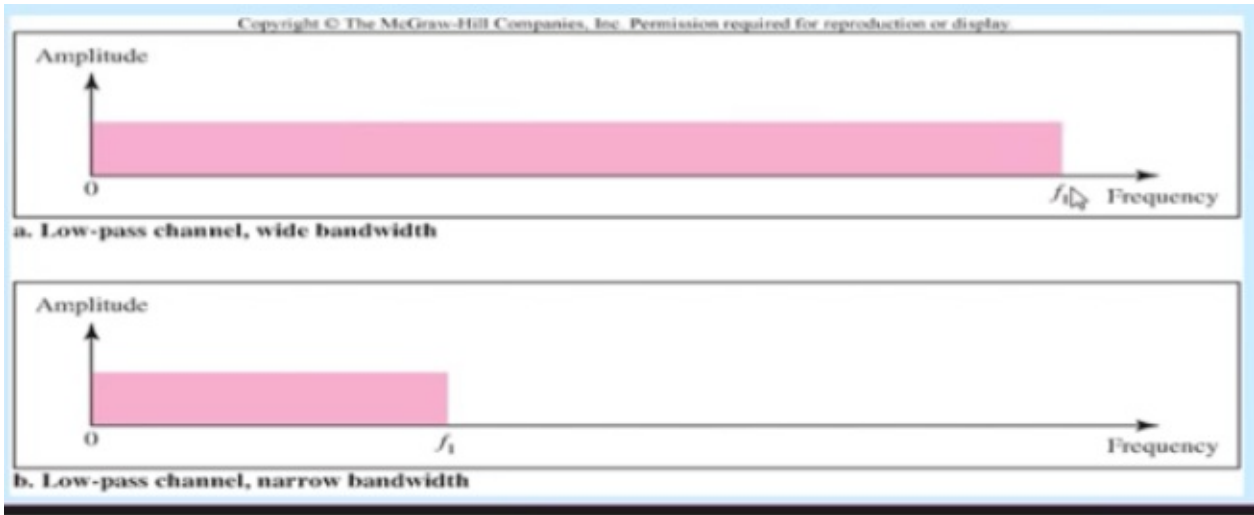 Copyright © The McGraw-Hill Companies, Inc. Permission required for reproduction or display.
Amplitude
0
f₁
Frequency
a. Low-pass channel, wide bandwidth
Amplitude
0
f₁
Frequency
b. Low-pass channel, narrow bandwidth